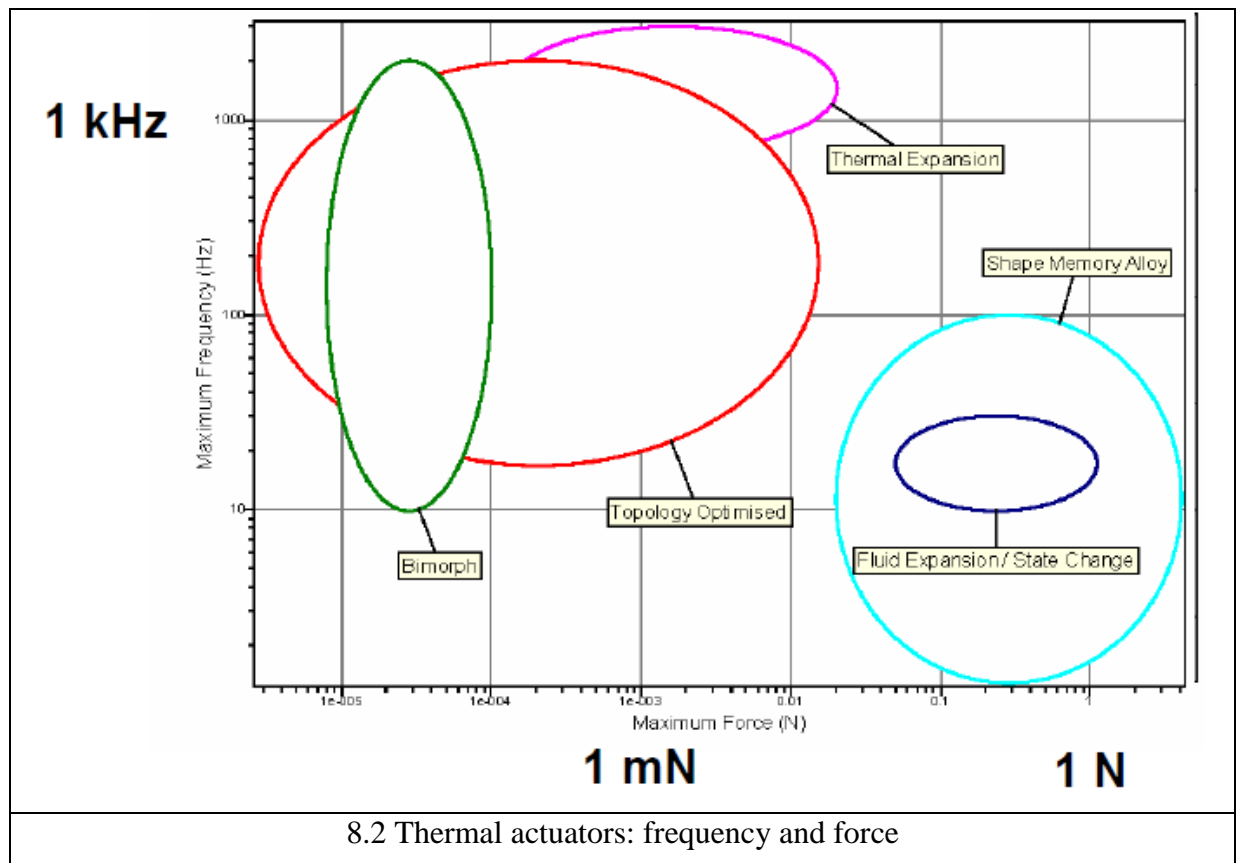 1 kHz
1000
100
10
Maximum Frequency (Hz)
Thermal Expansion
Shape Memory Alloy
Topology Optimised
Bimorph
Fluid Expansion / State Change
1e-005
1e-004
1e-003
0.01
0.1
1
Maximum Force (N)
1 mN
1 N
8.2 Thermal actuators: frequency and force